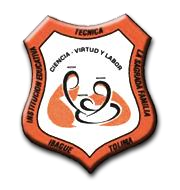 TECNICA
INSTITUCION EDUCATIVA
LA SAGRADA FAMILIA
CIENCIA - VIRTUD Y LABOR
IBAGUE
TOLIMA